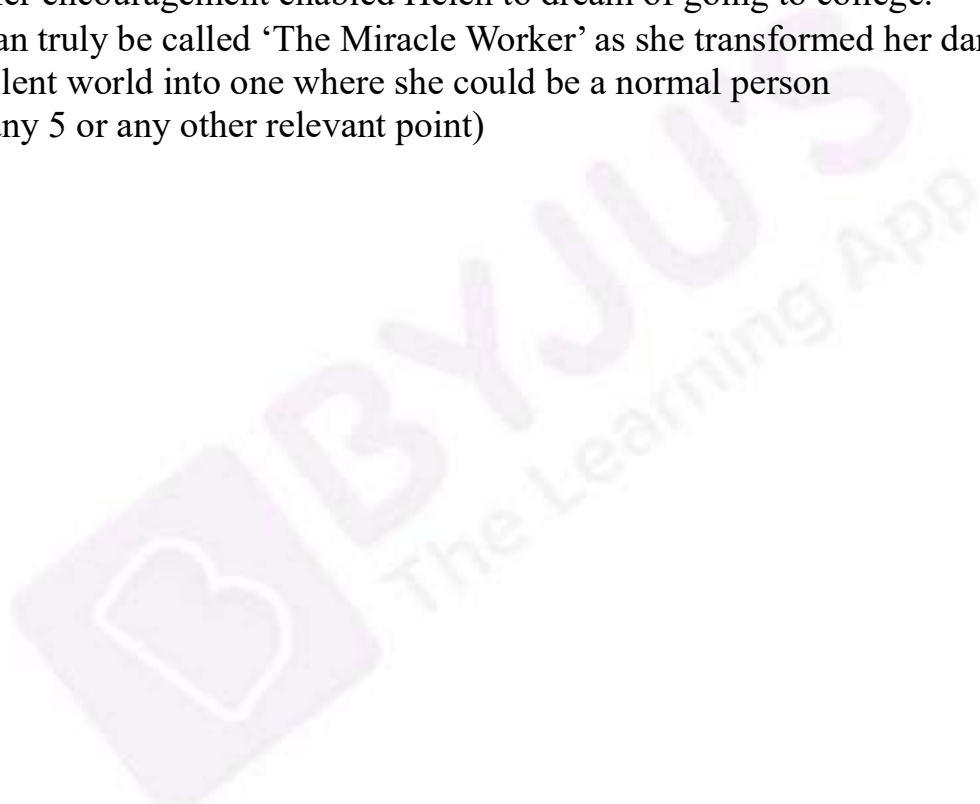 er encouragement enabled Helen to dream of going to college.
an truly be called ‘The Miracle Worker’ as she transformed her
lent world into one where she could be a normal person
ny 5 or any other relevant point)
BYJU'S
The Learning App